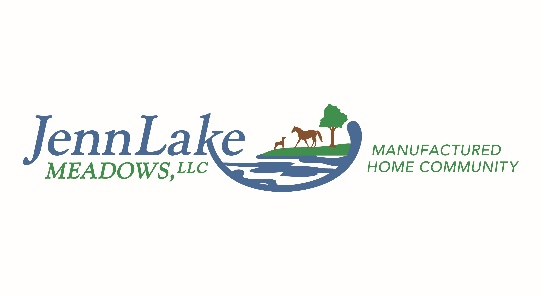 JennLake
MEADOWS, LLC
MANUFACTURED
HOME COMMUNITY